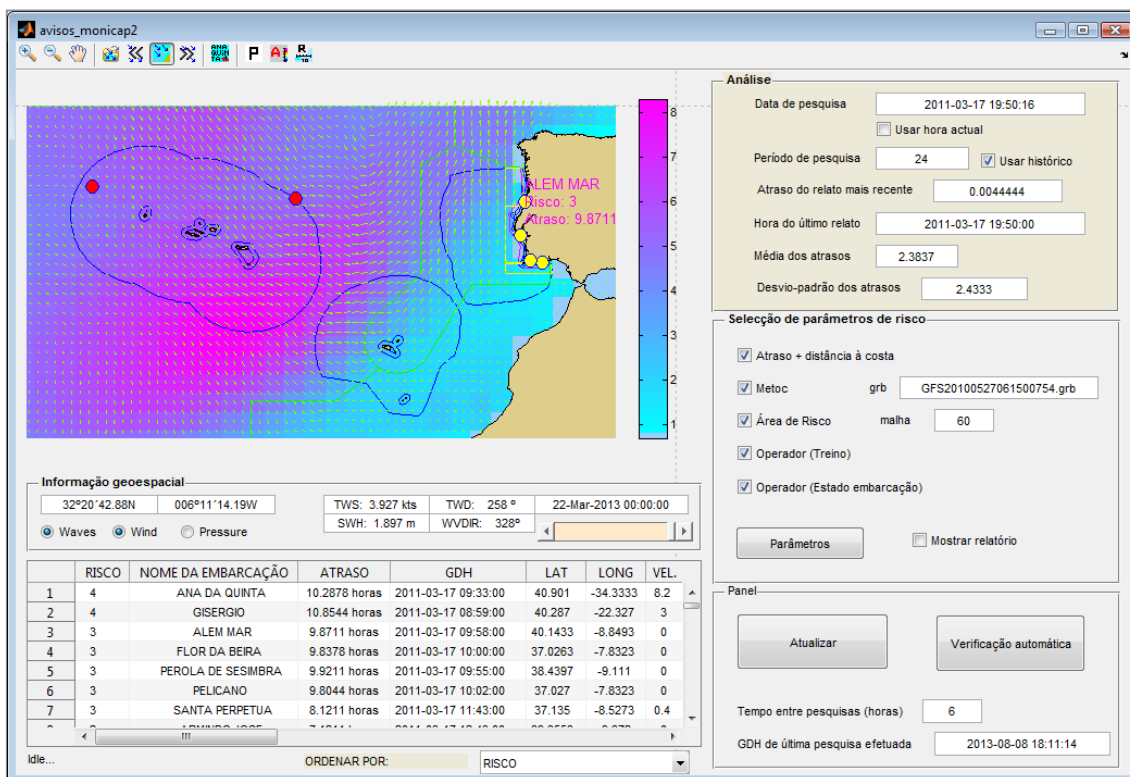 avisos_monicap2
ANA QUIN TA P A R 10
8
7
6
5
4
3
2
1
ALEM MAR
Risco: 3
Atraso: 9.8711
Informação geoespacial
32º20´42.88N 006º11´14.19W TWS: 3.927 kts TWD: 258 º 22-Mar-2013 00:00:00
SWH: 1.897 m WVDIR: 328º
Waves Wind Pressure
RISCO NOME DA EMBARCAÇÃO ATRASO GDH LAT LONG VEL.
1 4 ANA DA QUINTA 10.2878 horas 2011-03-17 09:33:00 40.901 -34.3333 8.2
2 4 GISERGIO 10.8544 horas 2011-03-17 08:59:00 40.287 -22.327 3
3 3 ALEM MAR 9.8711 horas 2011-03-17 09:58:00 40.1433 -8.8493 0
4 3 FLOR DA BEIRA 9.8378 horas 2011-03-17 10:00:00 37.0263 -7.8323 0
5 3 PEROLA DE SESIMBRA 9.9211 horas 2011-03-17 09:55:00 38.4397 -9.111 0
6 3 PELICANO 9.8044 horas 2011-03-17 10:02:00 37.027 -7.8323 0
7 3 SANTA PERPETUA 8.1211 horas 2011-03-17 11:43:00 37.135 -8.5273 0.4
Idle... ORDENAR POR: RISCO
Análise
Data de pesquisa 2011-03-17 19:50:16
Usar hora actual
Período de pesquisa 24 Usar histórico
Atraso do relato mais recente 0.0044444
Hora do último relato 2011-03-17 19:50:00
Média dos atrasos 2.3837
Desvio-padrão dos atrasos 2.4333
Selecção de parâmetros de risco
Atraso + distância à costa
Metoc grb GFS20100527061500754.grb
Área de Risco malha 60
Operador (Treino)
Operador (Estado embarcação)
Parâmetros Mostrar relatório
Panel
Atualizar Verificação automática
Tempo entre pesquisas (horas) 6
GDH de última pesquisa efetuada 2013-08-08 18:11:14